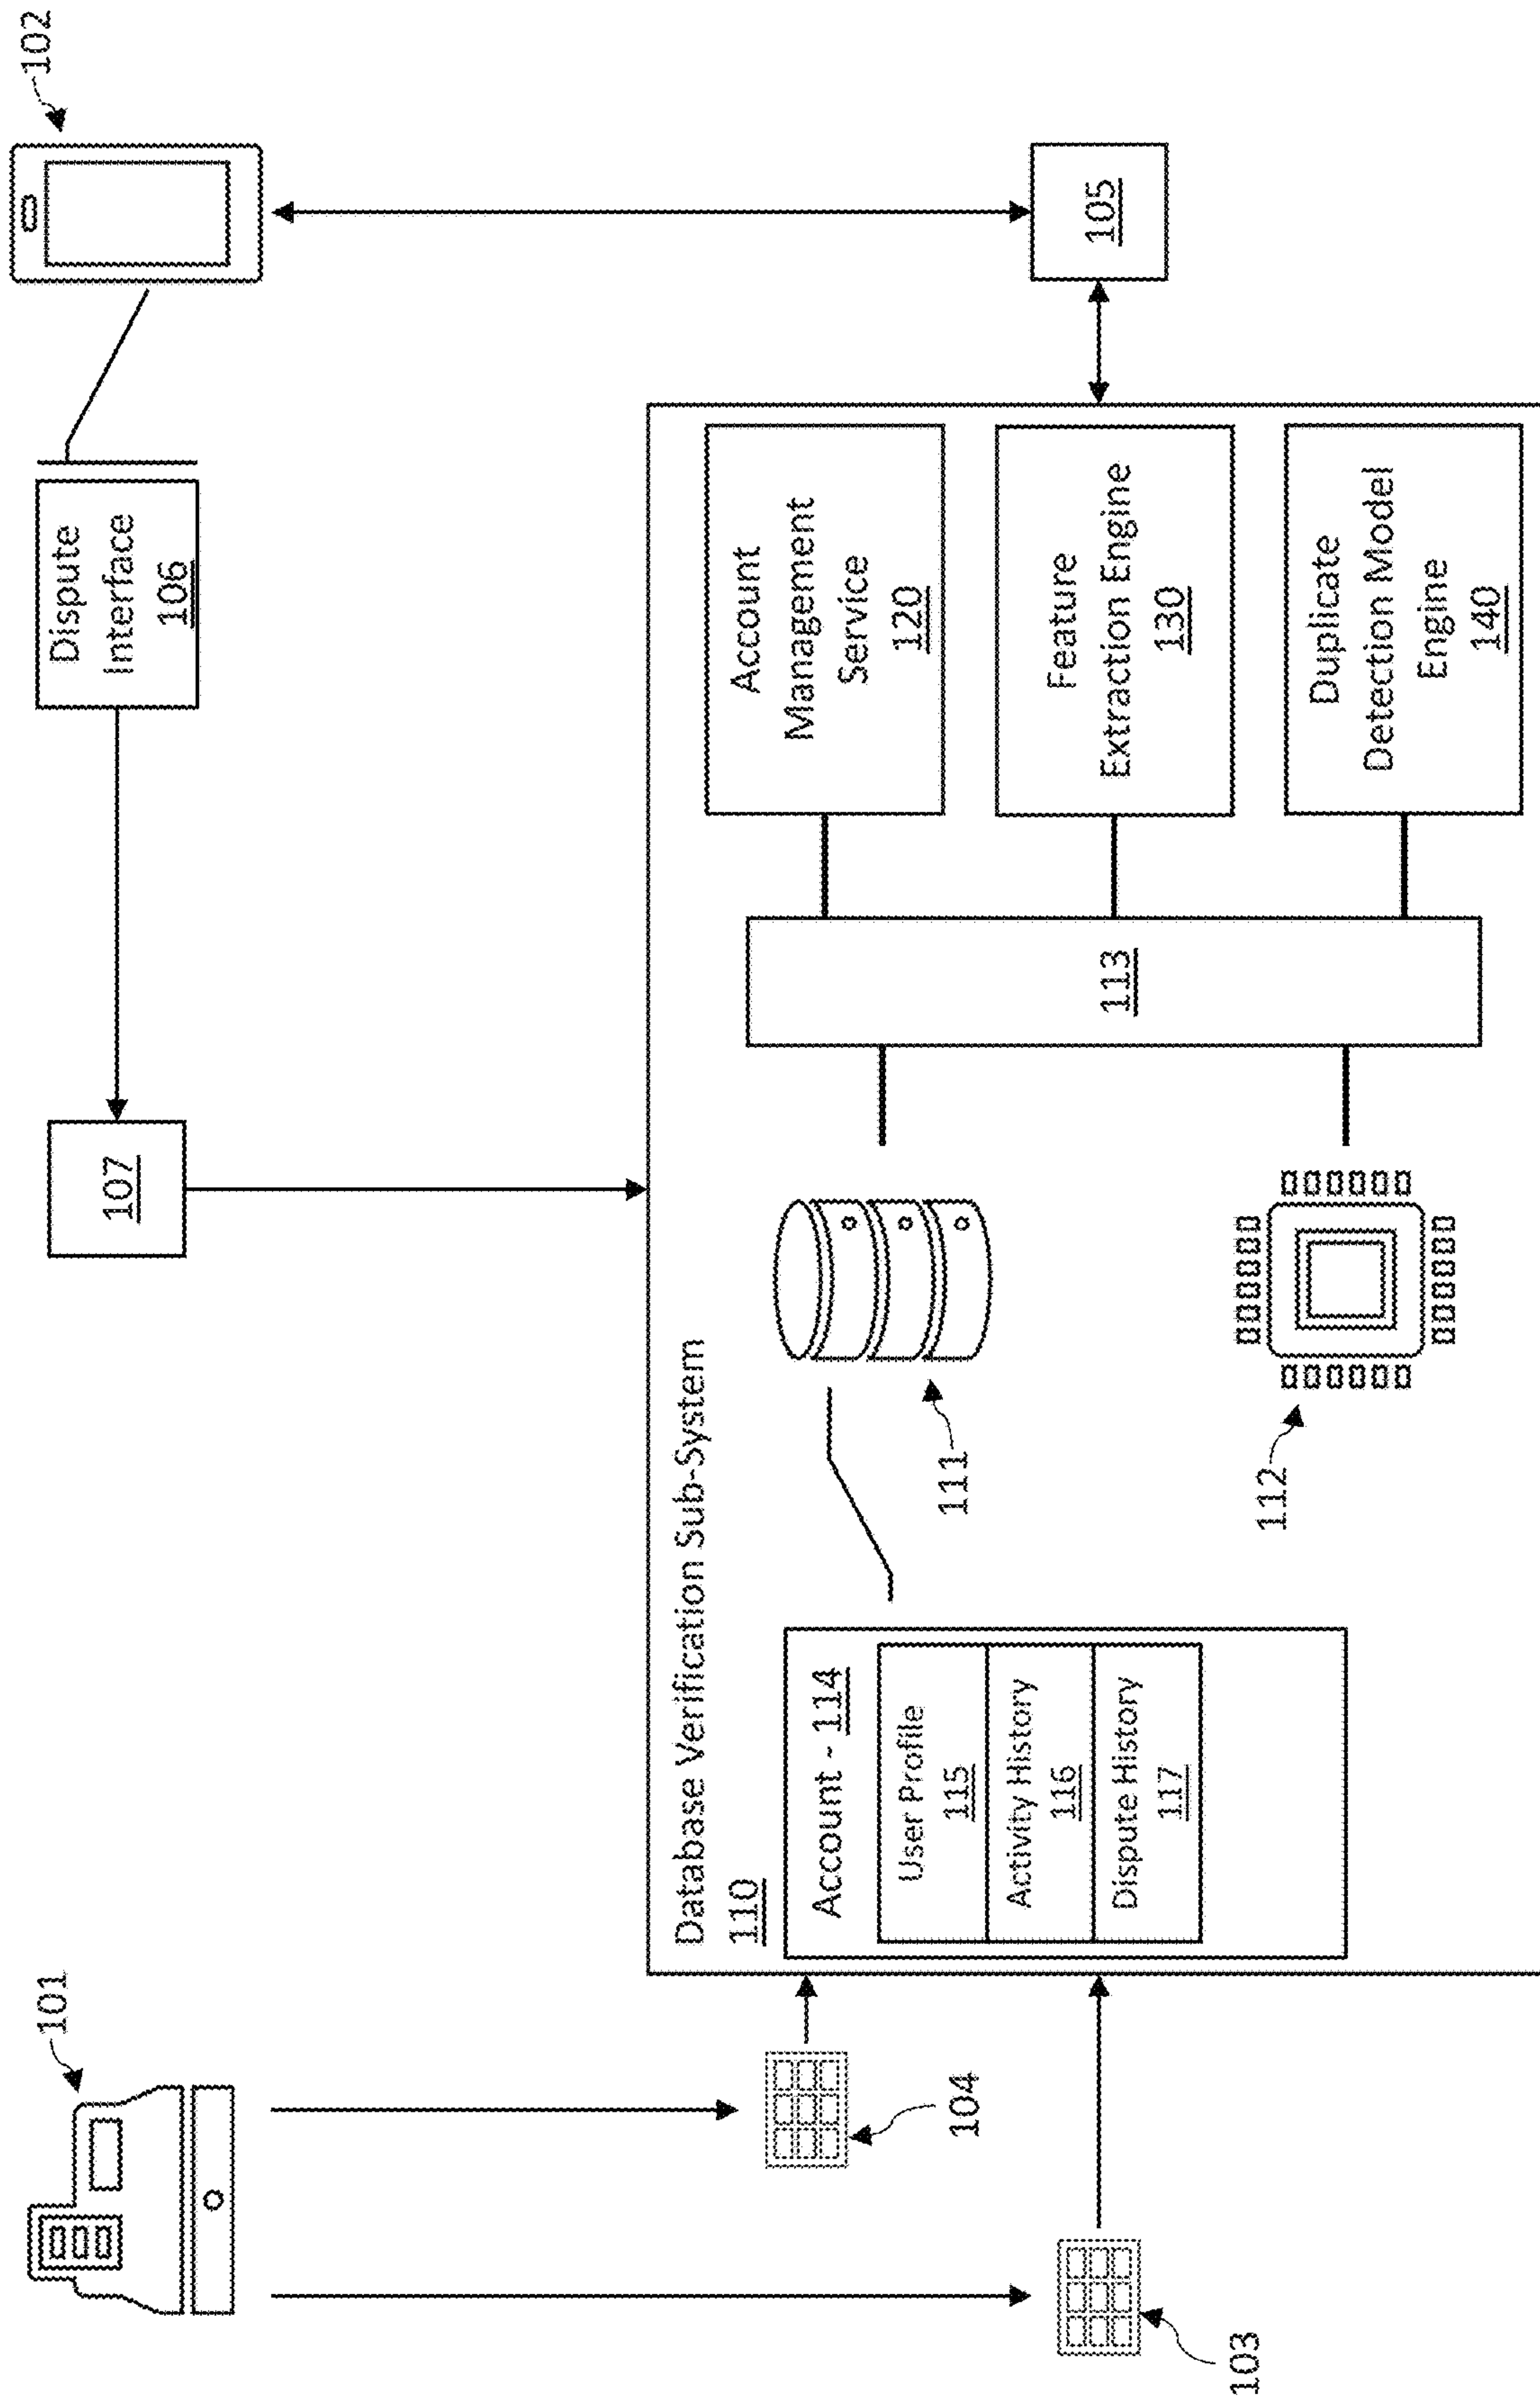 101
102
107
Dispute
Interface
106
Database Verification Sub-System
110
104
103
Account - 114
User Profile
115
Activity History
116
Dispute History
117
111
112
113
Account
Management
Service
120
Feature
Extraction Engine
130
Duplicate
Detection Model
Engine
140
105